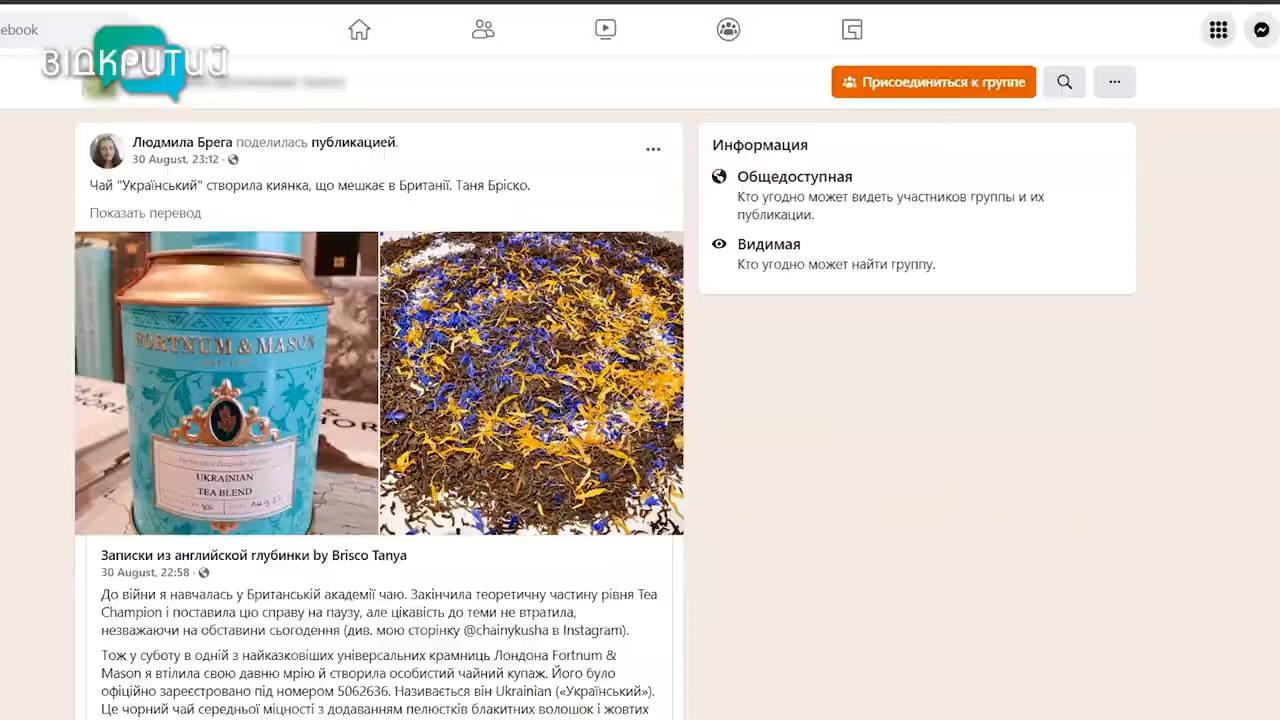 ebook
ВІДКРИТИЙ
Присоединиться к группе
Людмила Брега поделилась публикацией.
30 August, 23:12
Чай "Український" створила киянка, що мешкає в Британії. Таня Бріско.
Показать перевод
Информация
Общедоступная
Кто угодно может видеть участников группы и их
публикации.
Видимая
Кто угодно может найти группу.
FORTNUM & MASON
UKRAINIAN
TEA BLEND
Записки из английской глубинки by Brisco Tanya
30 August, 22:58
До війни я навчалась у Британській академії чаю. Закінчила теоретичну частину рівня Tea
Champion і поставила цю справу на паузу, але цікавість до теми не втратила,
незважаючи на обставини сьогодення (див. мою сторінку @chainykusha в Instagram).
Тож у суботу в одній з найказковіших універсальних крамниць Лондона Fortnum &
Mason я втілила свою давню мрію й створила особистий чайний купаж. Його було
офіційно зареєстровано під номером 5062636. Називається він Ukrainian («Український»).
Це чорний чай середньої міцності з додаванням пелюстків блакитних волошок і жовтих